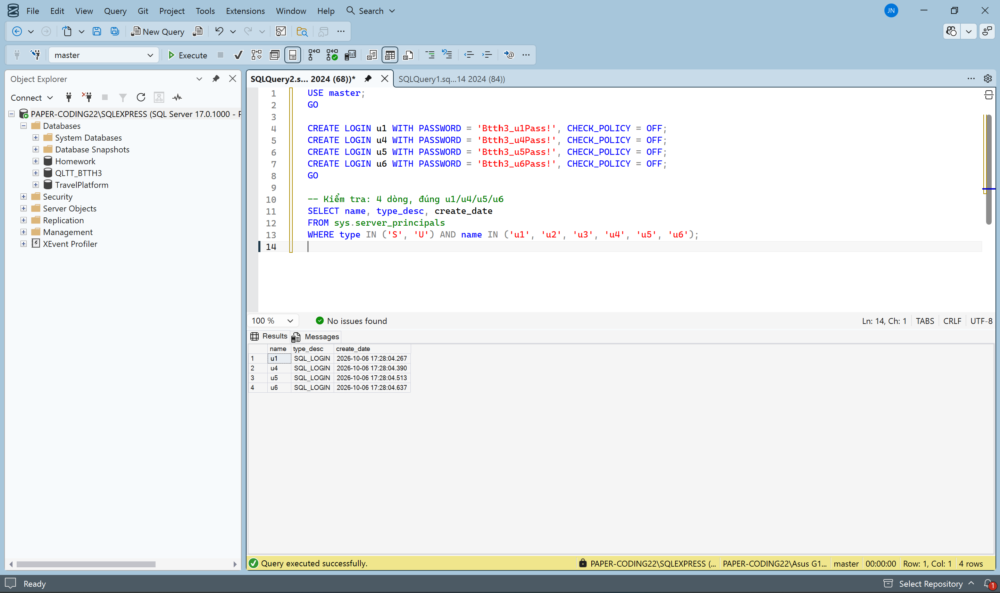 File Edit View Query Git Project Tools Extensions Window Help Search JN
New Query
master Execute
Object Explorer
Connect
PAPER-CODING22\SQLEXPRESS (SQL Server 17.0.1000 - P
Databases
System Databases
Database Snapshots
Homework
QLTT_BTTH3
TravelPlatform
Security
Server Objects
Replication
Management
XEvent Profiler
SQLQuery2.s... 2024 (68))* SQLQuery1.sq...14 2024 (84))
1 USE master;
2 GO
3
4 CREATE LOGIN u1 WITH PASSWORD = 'Btth3_u1Pass!', CHECK_POLICY = OFF;
5 CREATE LOGIN u4 WITH PASSWORD = 'Btth3_u4Pass!', CHECK_POLICY = OFF;
6 CREATE LOGIN u5 WITH PASSWORD = 'Btth3_u5Pass!', CHECK_POLICY = OFF;
7 CREATE LOGIN u6 WITH PASSWORD = 'Btth3_u6Pass!', CHECK_POLICY = OFF;
8 GO
9
10 -- Kiểm tra: 4 dòng, đúng u1/u4/u5/u6
11 SELECT name, type_desc, create_date
12 FROM sys.server_principals
13 WHERE type IN ('S', 'U') AND name IN ('u1', 'u2', 'u3', 'u4', 'u5', 'u6');
14
100 % No issues found Ln: 14, Ch: 1 TABS CRLF UTF-8
Results Messages
name type_desc create_date
1 u1 SQL_LOGIN 2026-10-06 17:28:04.267
2 u4 SQL_LOGIN 2026-10-06 17:28:04.390
3 u5 SQL_LOGIN 2026-10-06 17:28:04.513
4 u6 SQL_LOGIN 2026-10-06 17:28:04.637
Query executed successfully. PAPER-CODING22\SQLEXPRESS (... PAPER-CODING22\Asus G1... master 00:00:00 Row: 1, Col: 1 4 rows
Ready Select Repository 1